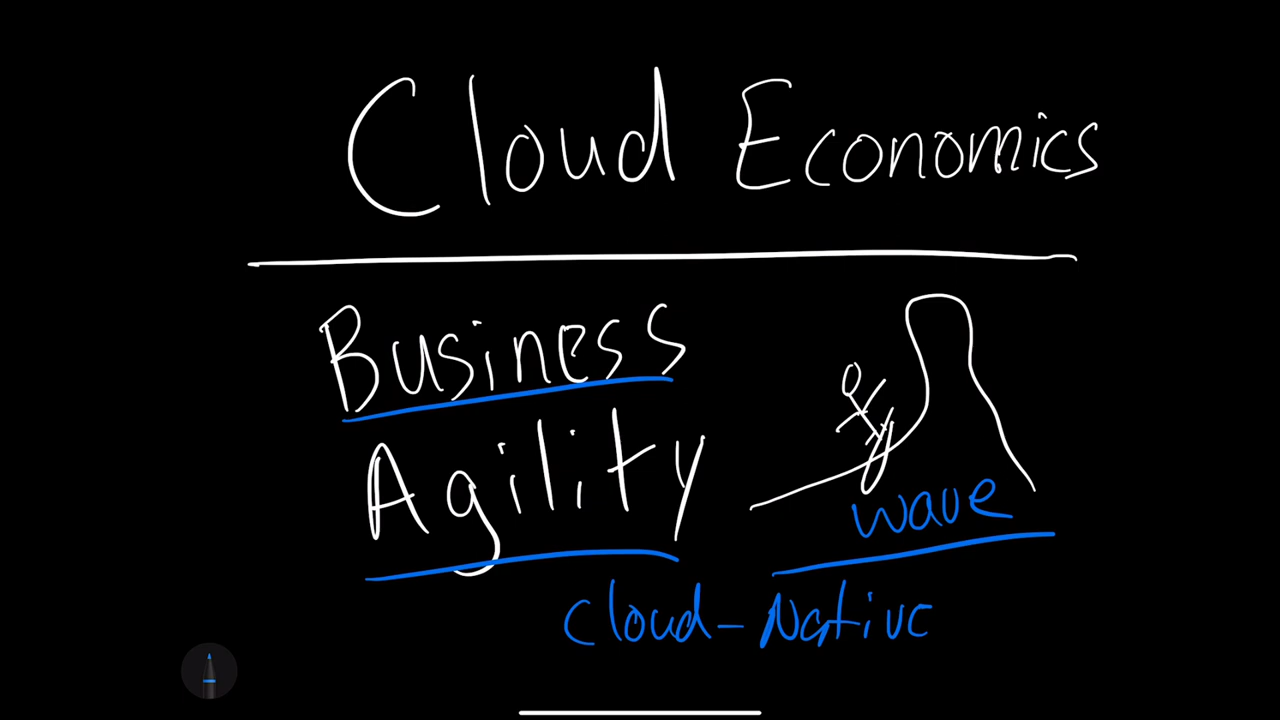 Cloud Economics
Business
Agility
wave
Cloud-Native